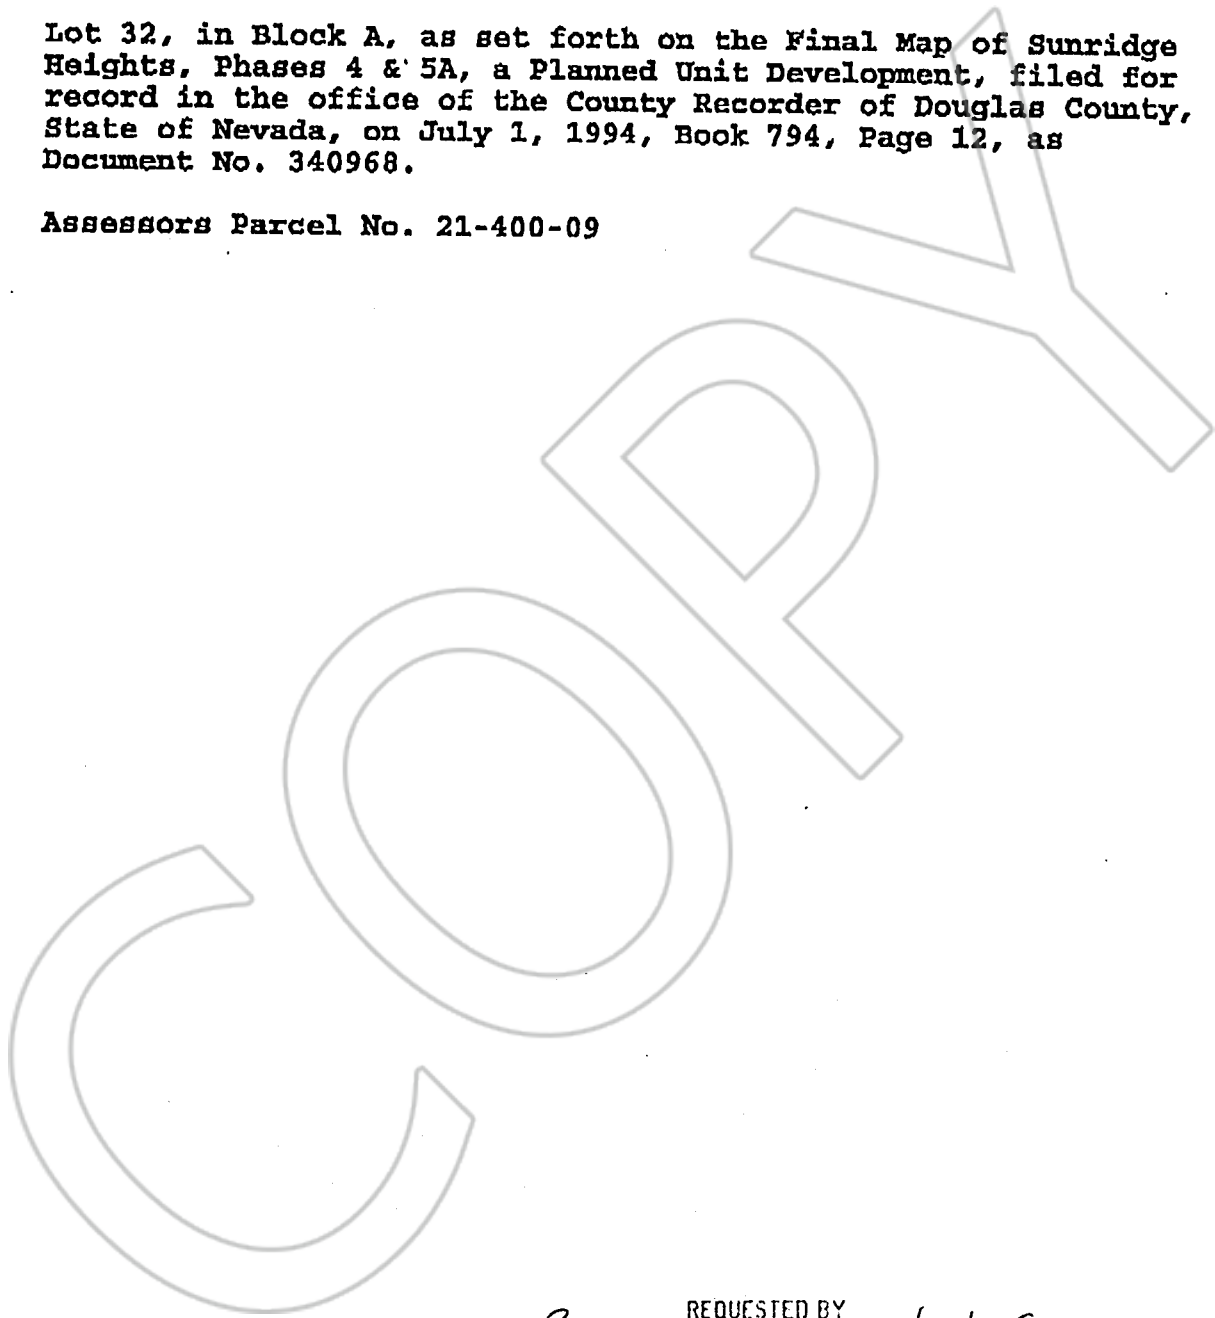 Lot 32, in Block A, as set forth on the Final Map of Sunridge
Heights, Phases 4 & 5A, a Planned Unit Development, filed for
record in the office of the County Recorder of Douglas County,
State of Nevada, on July 1, 1994, Book 794, Page 12, as
Document No. 340968.
Assessors Parcel No. 21-400-09
COPY
REQUESTED BY